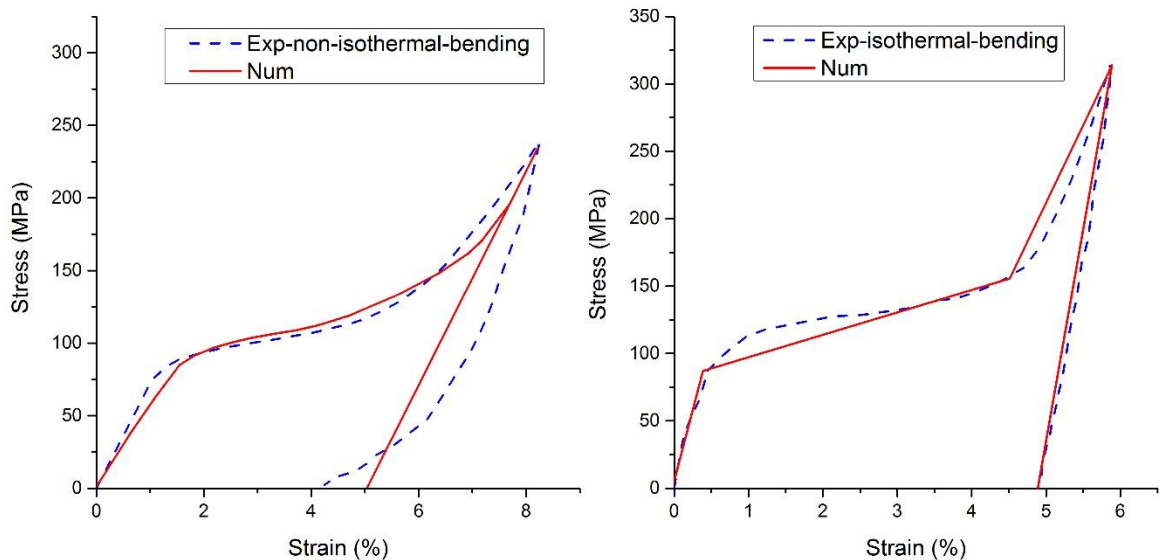 Exp-non-isothermal-bending
Num
300
250
200
150
100
50
0
Stress (MPa)
0 2 4 6 8
Strain (%)
Exp-isothermal-bending
Num
350
300
250
200
150
100
50
0
Stress (MPa)
0 1 2 3 4 5 6
Strain (%)